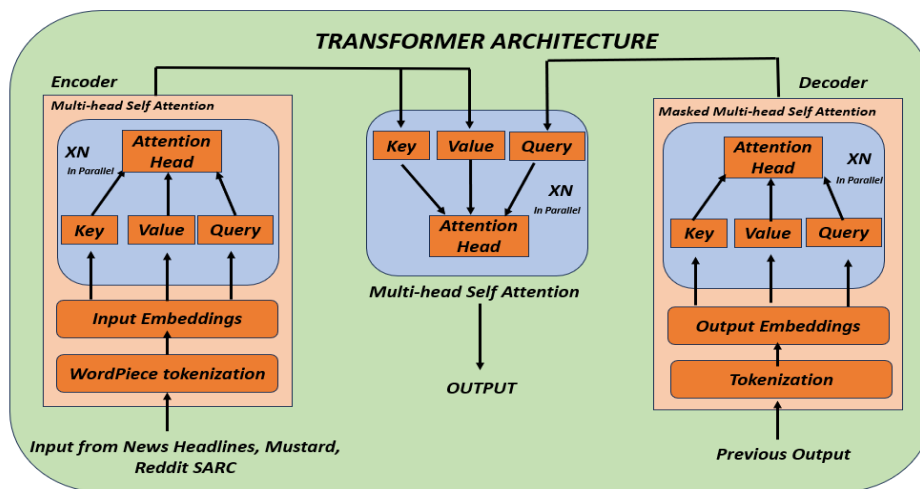 TRANSFORMER ARCHITECTURE
Encoder
Multi-head Self Attention
XN
In Parallel
Attention
Head
Key
Value
Query
Input Embeddings
WordPiece tokenization
Input from News Headlines, Mustard,
Reddit SARC
Key
Value
Query
XN
In Parallel
Attention
Head
Multi-head Self Attention
OUTPUT
Decoder
Masked Multi-head Self Attention
Attention
Head
XN
In Parallel
Key
Value
Query
Output Embeddings
Tokenization
Previous Output